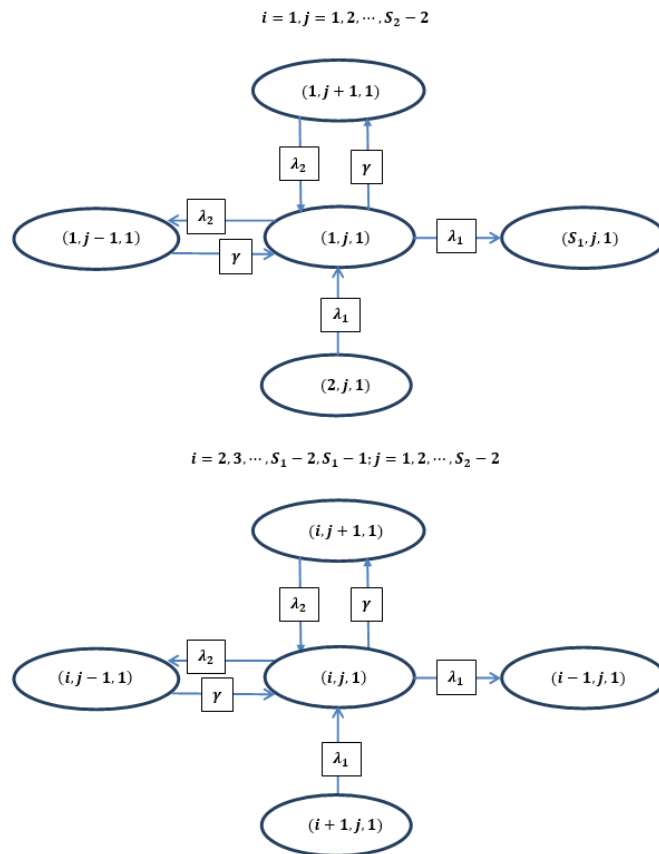 i = 1, j = 1, 2, ⋯, S₂ − 2
(1, j + 1, 1)
λ₂
γ
λ₂
(1, j − 1, 1)
(1, j, 1)
λ₁
(S₁, j, 1)
γ
λ₁
(2, j, 1)
i = 2, 3, ⋯, S₁ − 2, S₁ − 1; j = 1, 2, ⋯, S₂ − 2
(i, j + 1, 1)
λ₂
γ
λ₂
(i, j − 1, 1)
(i, j, 1)
λ₁
(i − 1, j, 1)
γ
λ₁
(i + 1, j, 1)